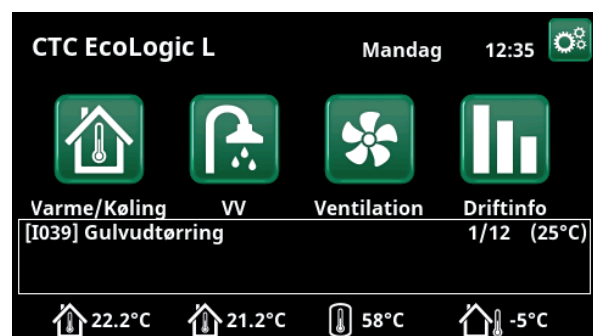 CTC EcoLogic L Mandag 12:35
Varme/Køling VV Ventilation Driftinfo
[I039] Gulvudtørring 1/12 (25°C)
22.2°C 21.2°C 58°C -5°C